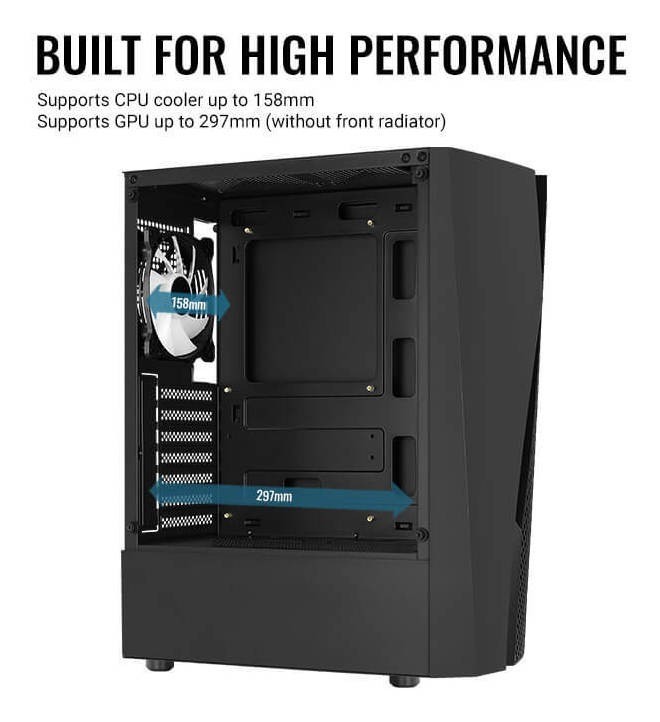 BUILT FOR HIGH PERFORMANCE
Supports CPU cooler up to 158mm
Supports GPU up to 297mm (without front radiator)
158mm
297mm